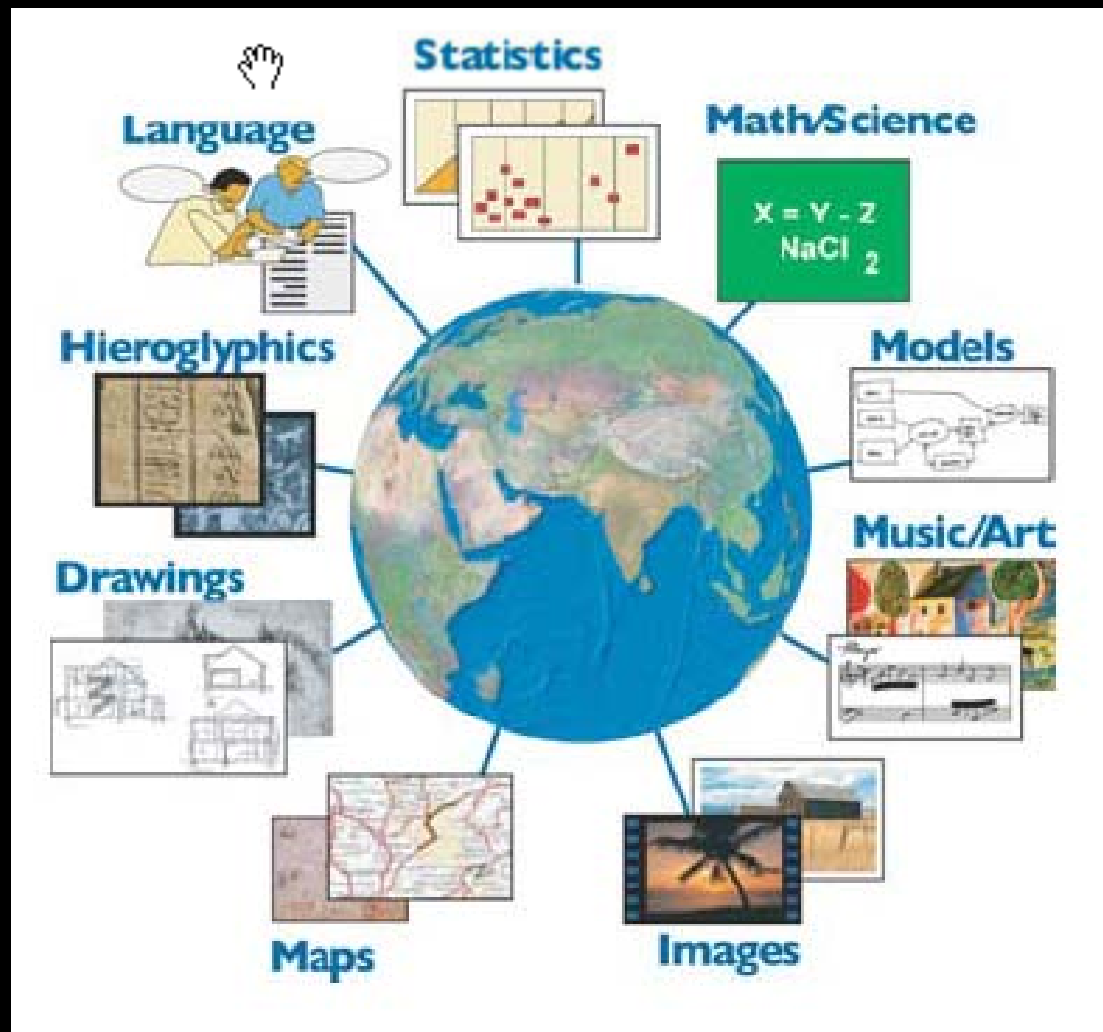 Statistics
Language
Math/Science
X = Y - Z
NaCl 2
Hieroglyphics
Models
Music/Art
Drawings
Maps
Images